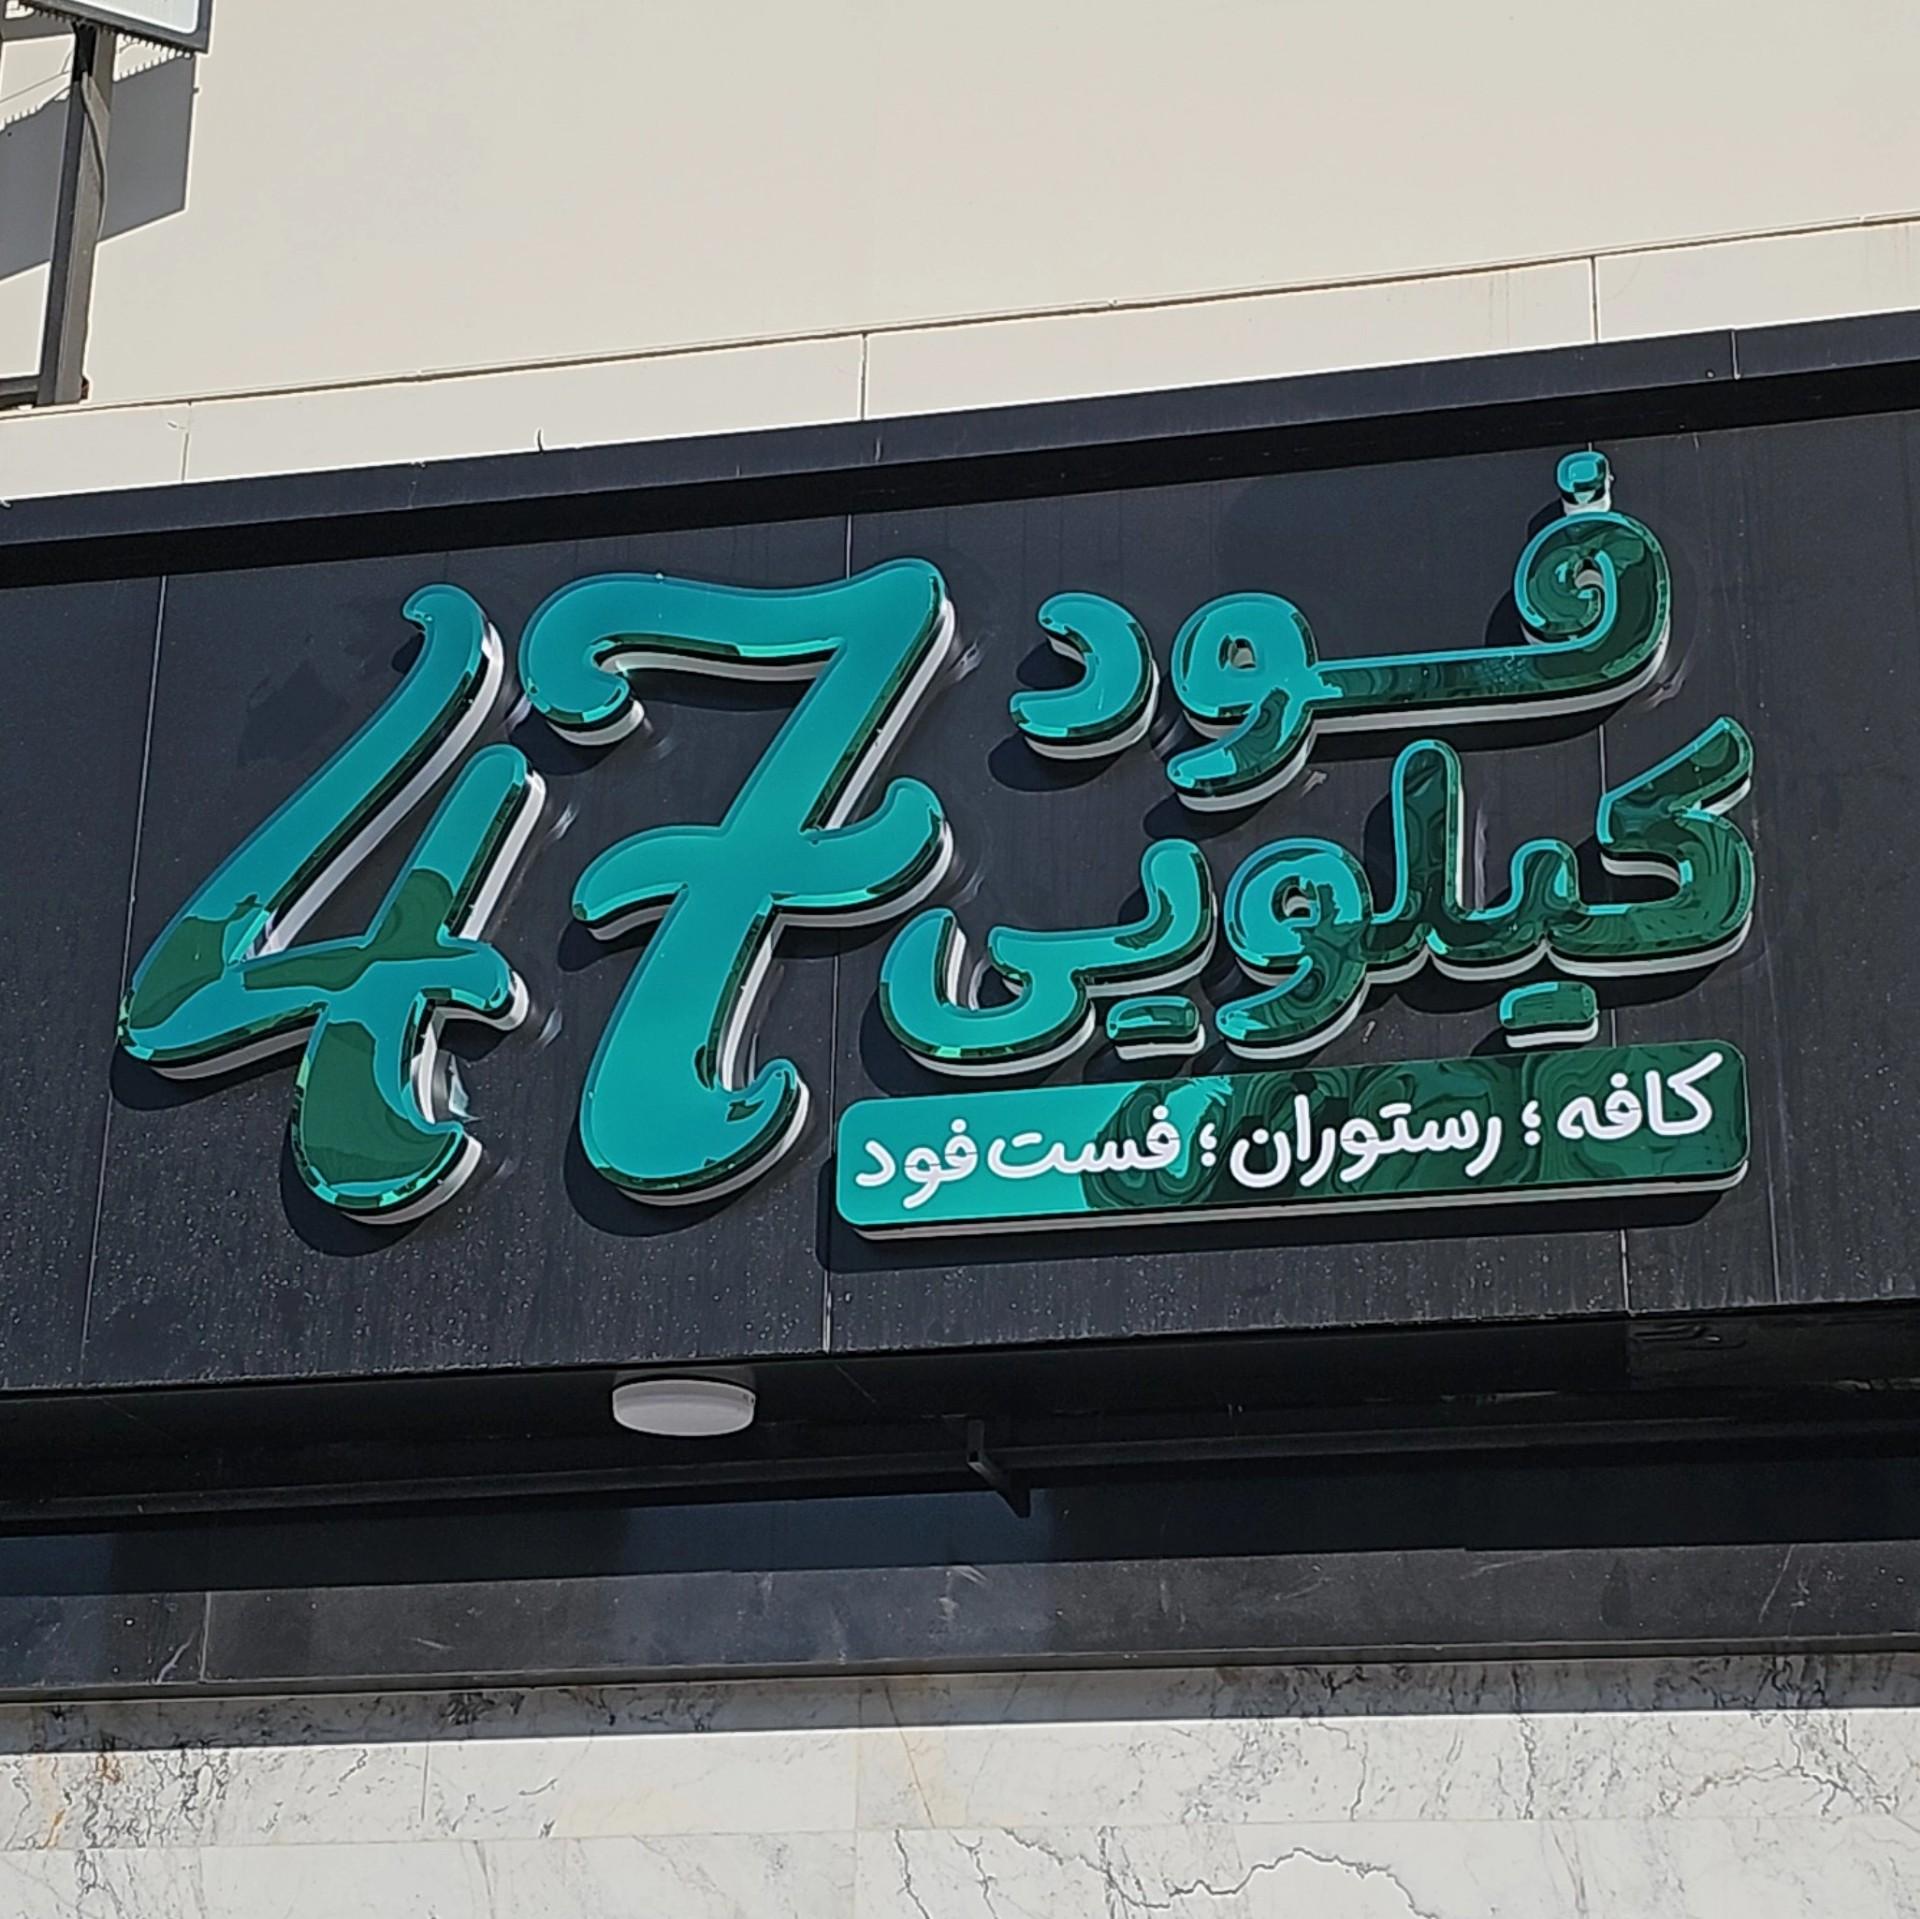 فود
کیلویی
47
کافه ؛ رستوران ؛ فست فود